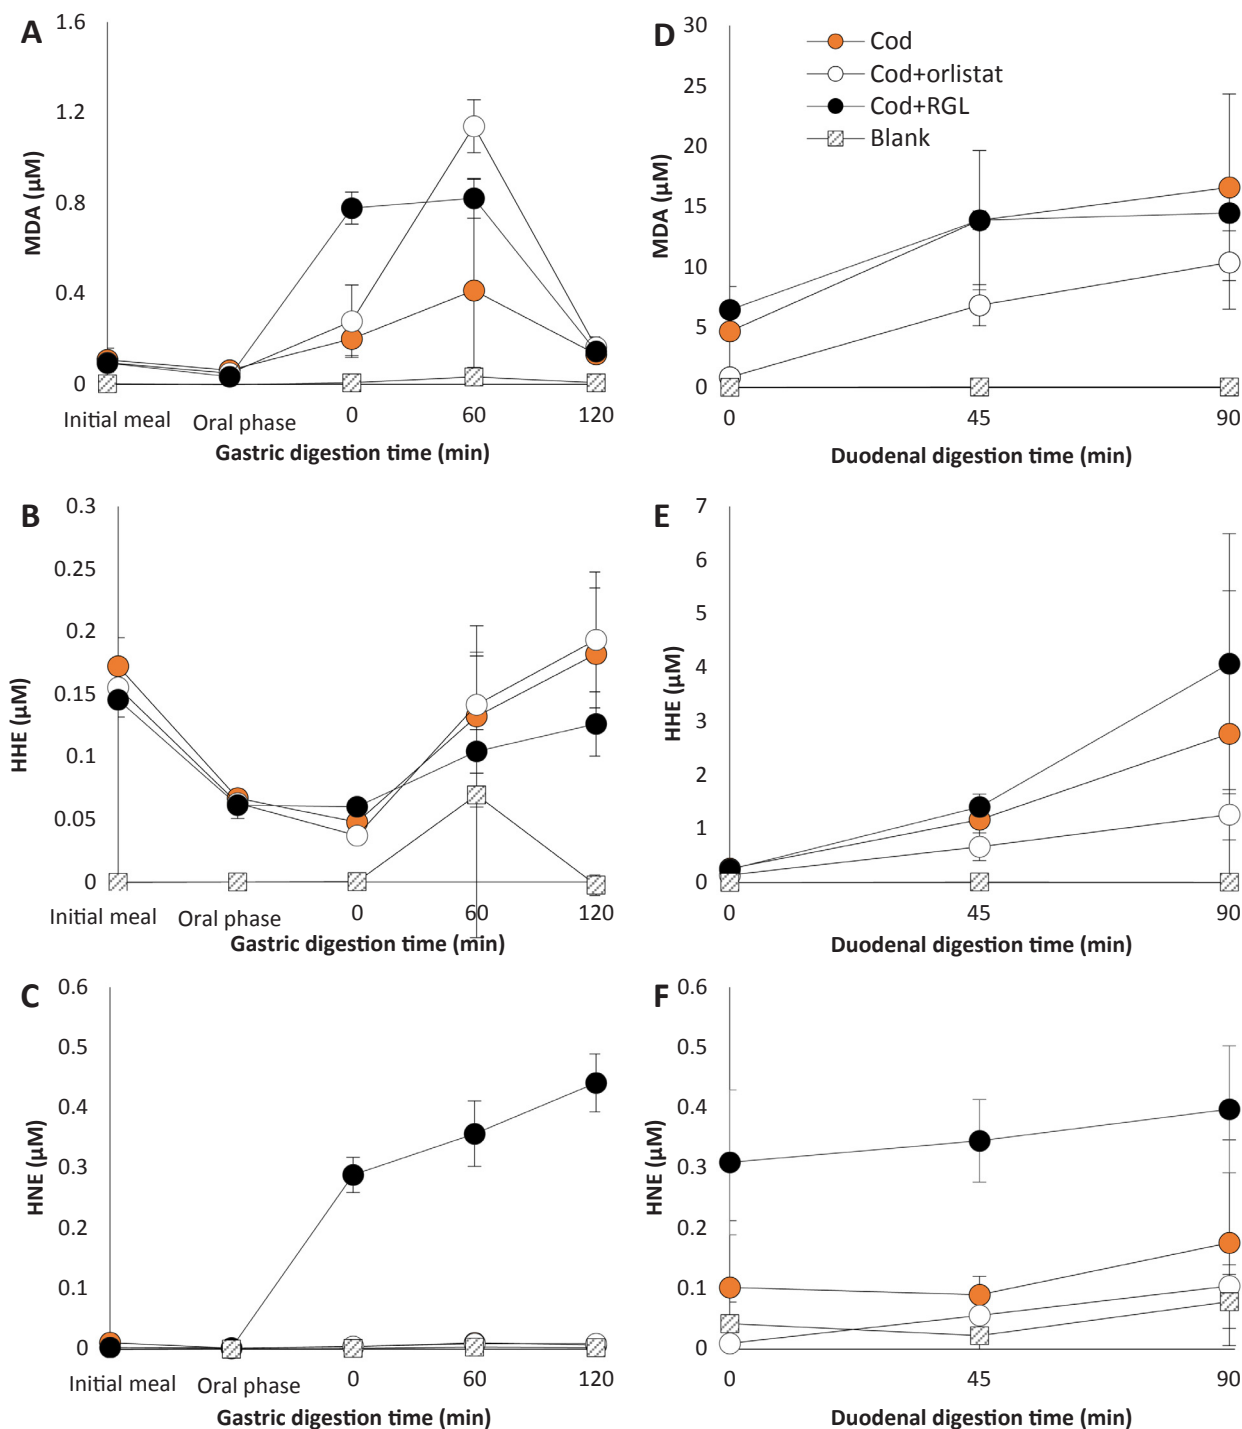 A
1.6
1.2
0.8
0.4
0
MDA (µM)
Initial meal
Oral phase
0
60
120
Gastric digestion time (min)
D
30
25
20
15
10
5
0
MDA (µM)
Cod
Cod+orlistat
Cod+RGL
Blank
0
45
90
Duodenal digestion time (min)
B
0.3
0.25
0.2
0.15
0.1
0.05
0
HHE (µM)
Initial meal
Oral phase
0
60
120
Gastric digestion time (min)
E
7
6
5
4
3
2
1
0
HHE (µM)
0
45
90
Duodenal digestion time (min)
C
0.6
0.5
0.4
0.3
0.2
0.1
0
HNE (µM)
Initial meal
Oral phase
0
60
120
Gastric digestion time (min)
F
0.6
0.5
0.4
0.3
0.2
0.1
0
HNE (µM)
0
45
90
Duodenal digestion time (min)